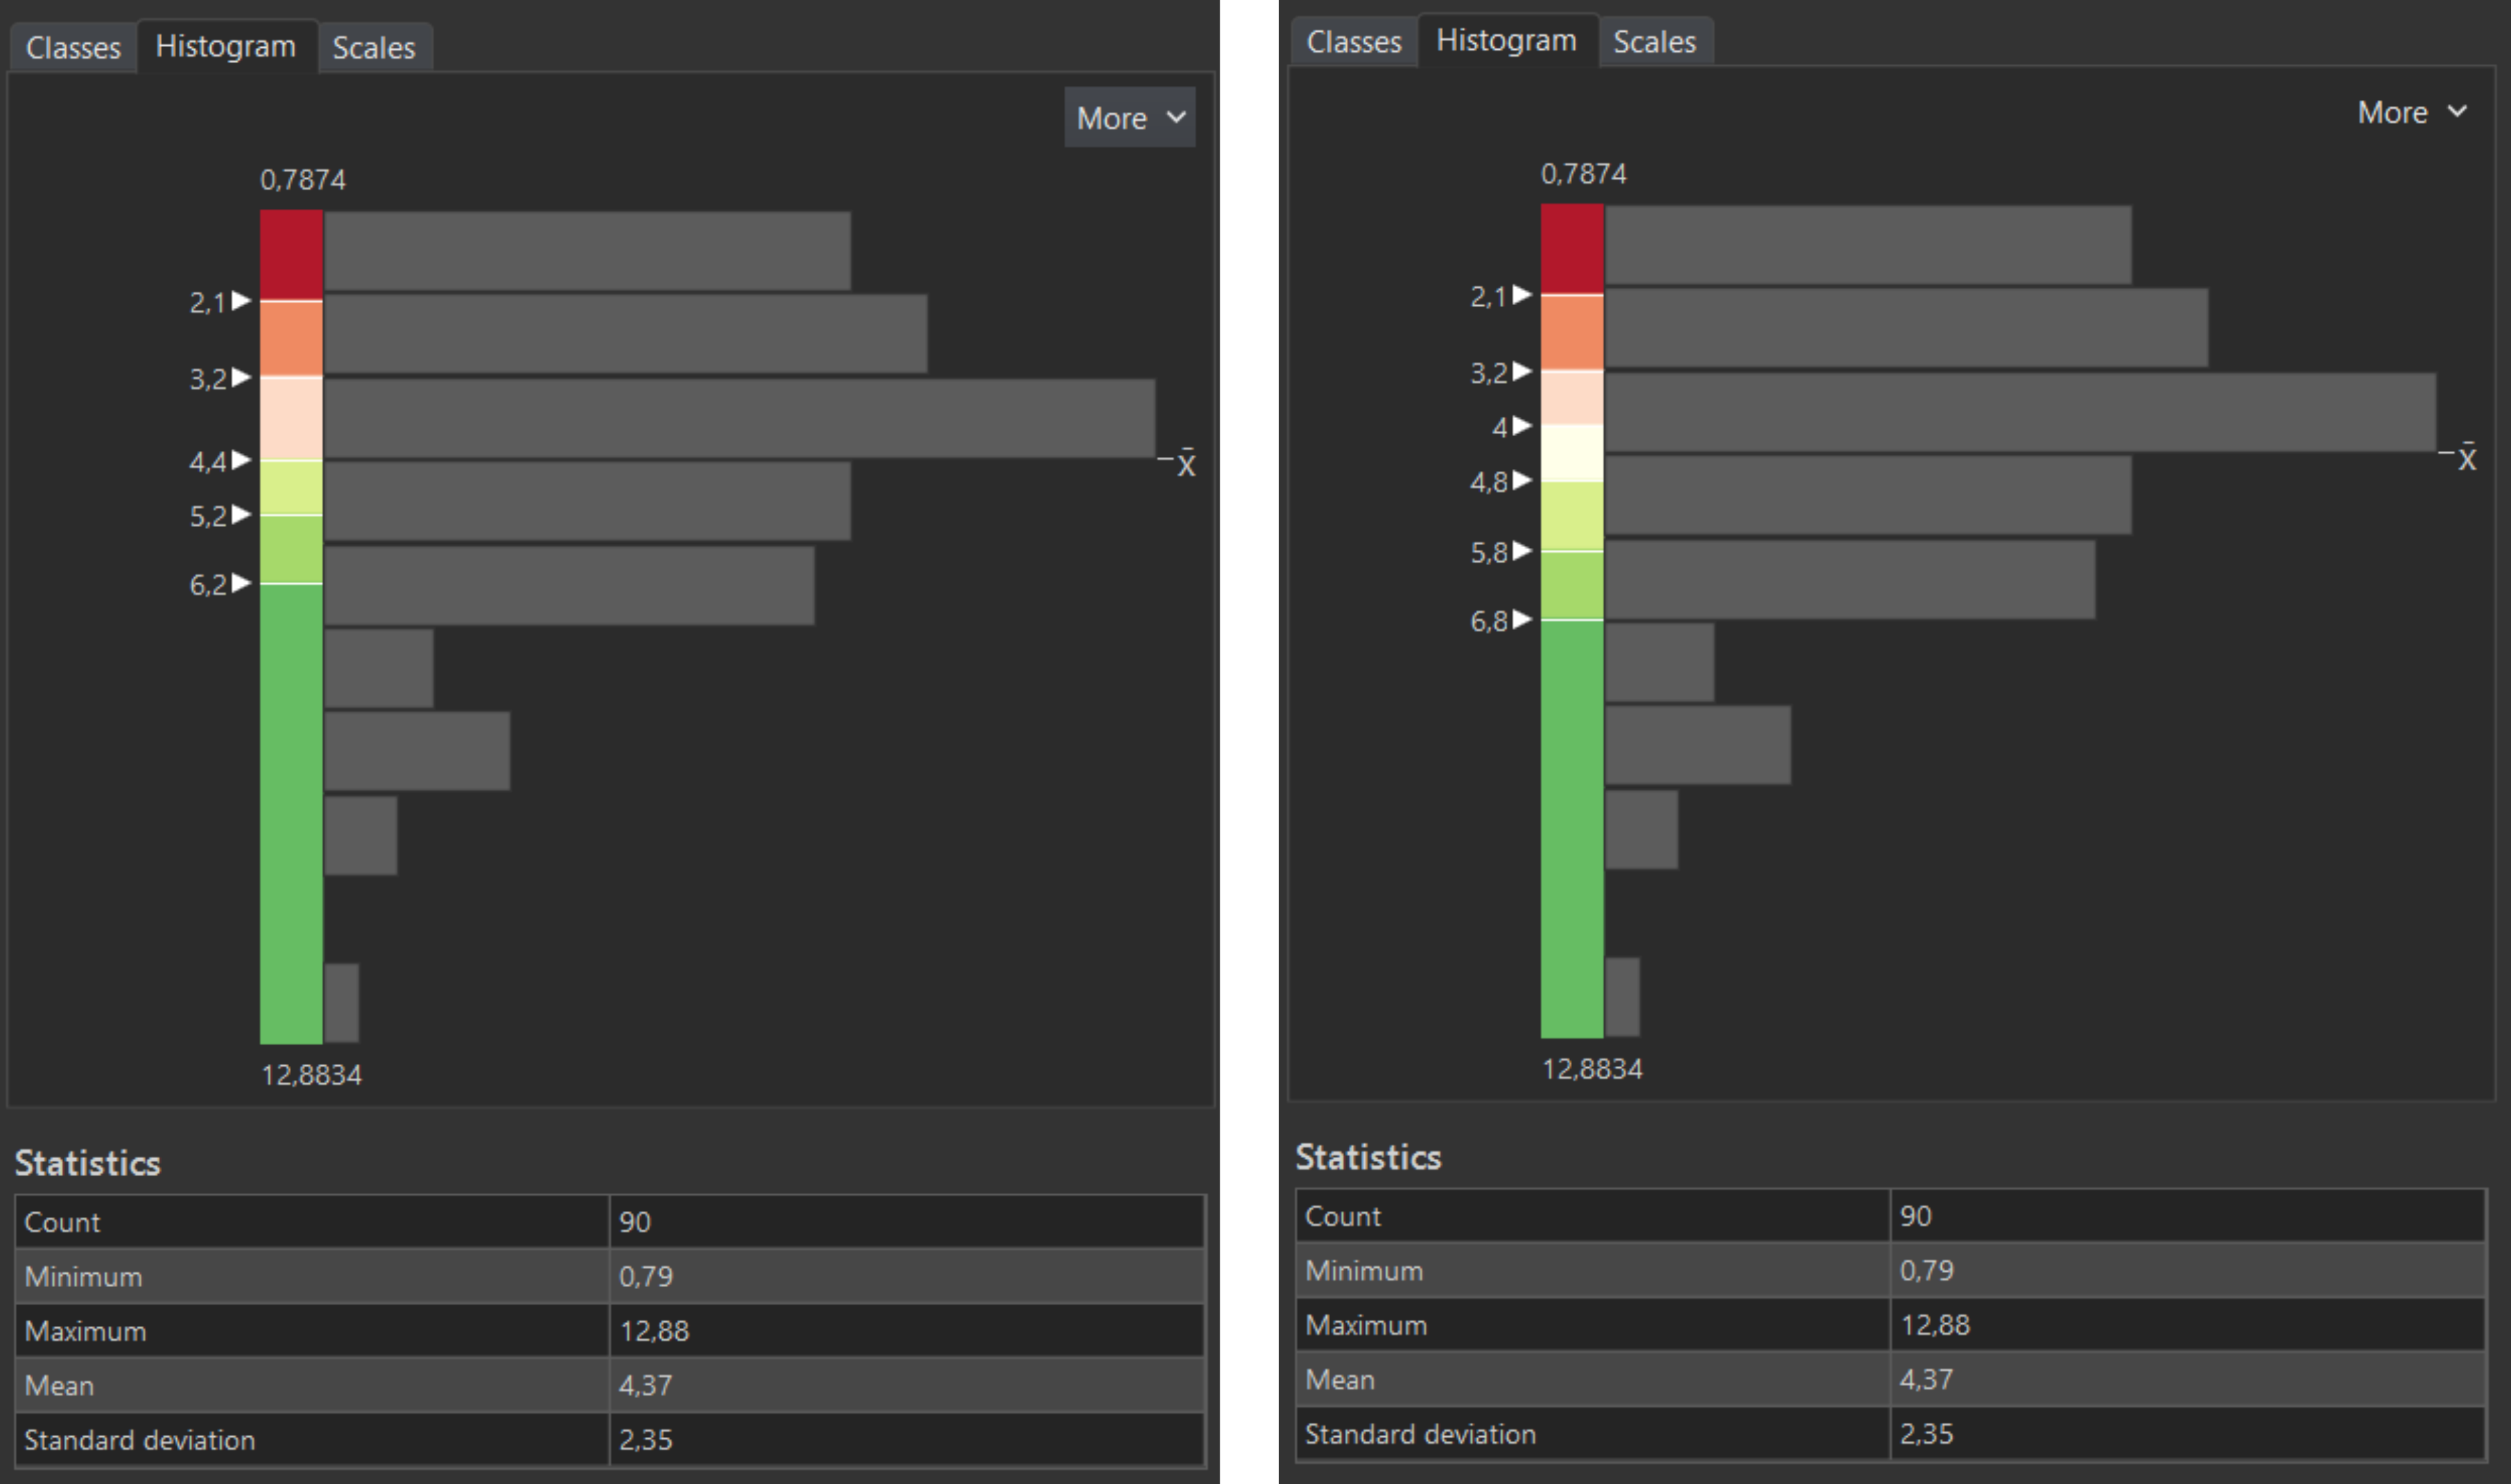 Classes Histogram Scales
More
0,7874
2,1
3,2
4,4
x̄
5,2
6,2
12,8834
Statistics
Count 90
Minimum 0,79
Maximum 12,88
Mean 4,37
Standard deviation 2,35
Classes Histogram Scales
More
0,7874
2,1
3,2
4
x̄
4,8
5,8
6,8
12,8834
Statistics
Count 90
Minimum 0,79
Maximum 12,88
Mean 4,37
Standard deviation 2,35